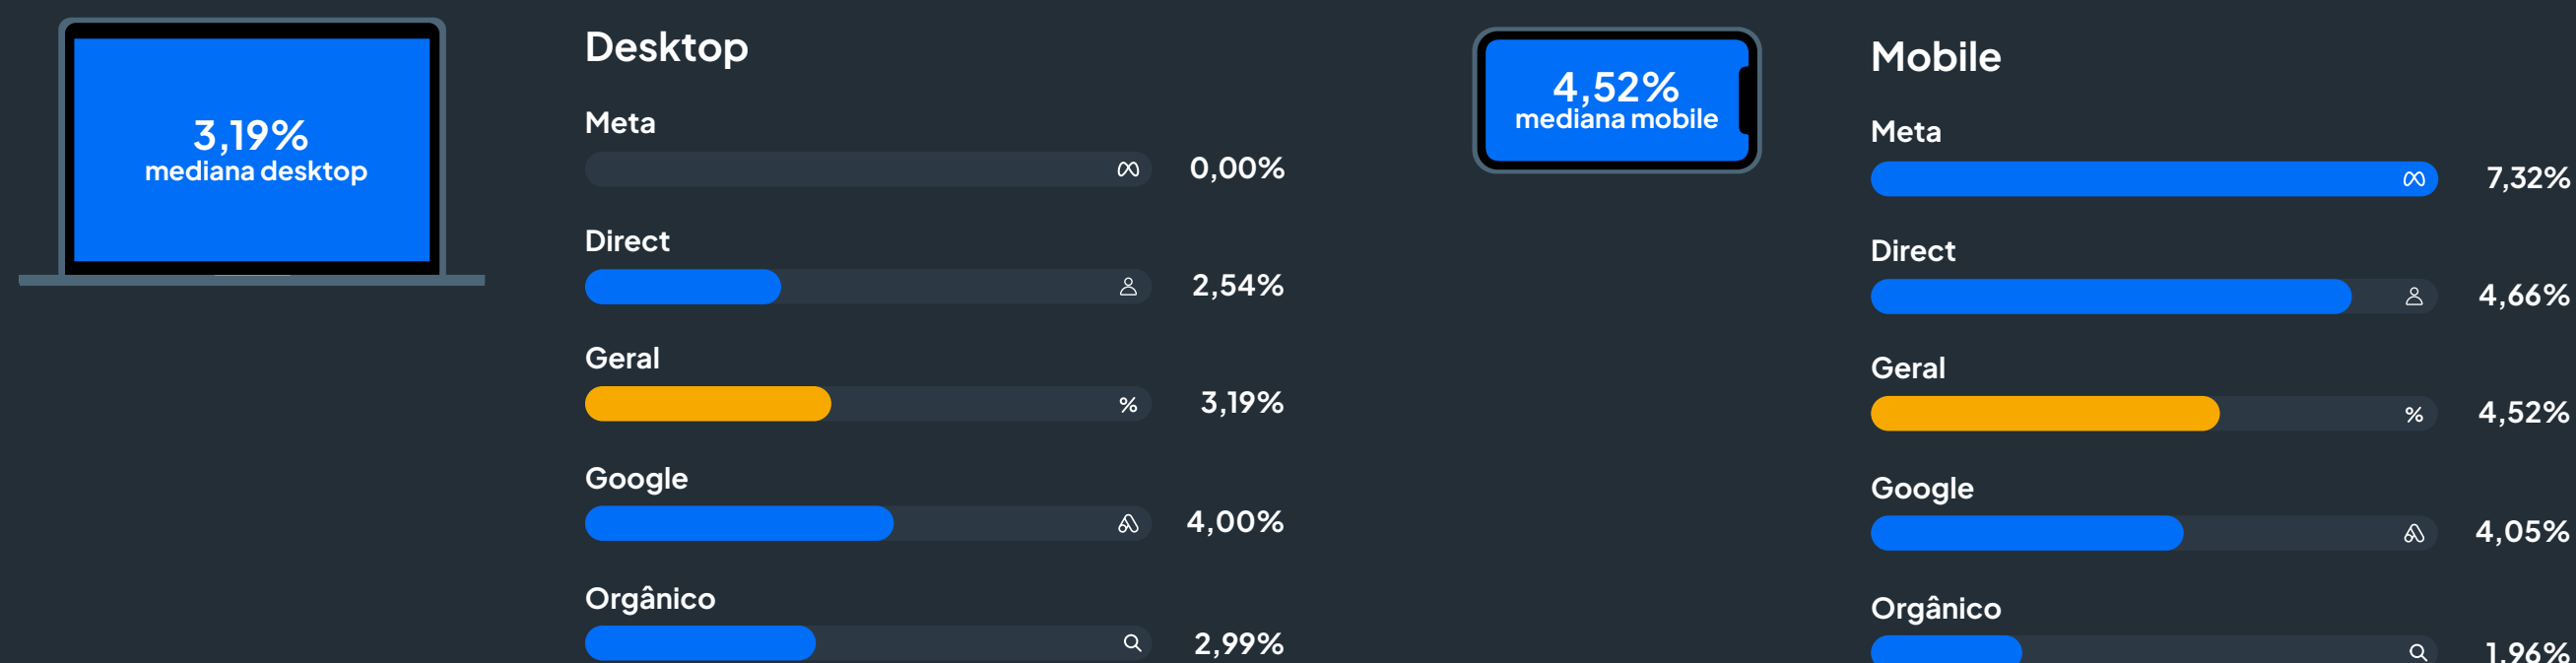 3,19%
mediana desktop
Desktop
Meta
0,00%
Direct
2,54%
Geral
% 3,19%
Google
4,00%
Orgânico
2,99%
4,52%
mediana mobile
Mobile
Meta
7,32%
Direct
4,66%
Geral
% 4,52%
Google
4,05%
Orgânico
1,96%